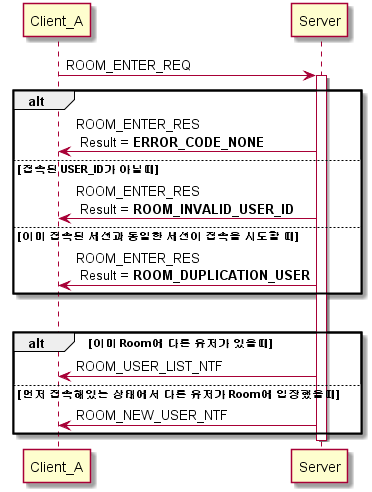 Client_A Server
ROOM_ENTER_REQ
alt
ROOM_ENTER_RES
Result = ERROR_CODE_NONE
[접속된 USER_ID가 아닐때]
ROOM_ENTER_RES
Result = ROOM_INVALID_USER_ID
[이미 접속된 세션과 동일한 세션이 접속을 시도할 때]
ROOM_ENTER_RES
Result = ROOM_DUPLICATION_USER
alt [이미 Room에 다른 유저가 있을때]
ROOM_USER_LIST_NTF
[먼저 접속해있는 상태에서 다른 유저가 Room에 입장했을때]
ROOM_NEW_USER_NTF
Client_A Server